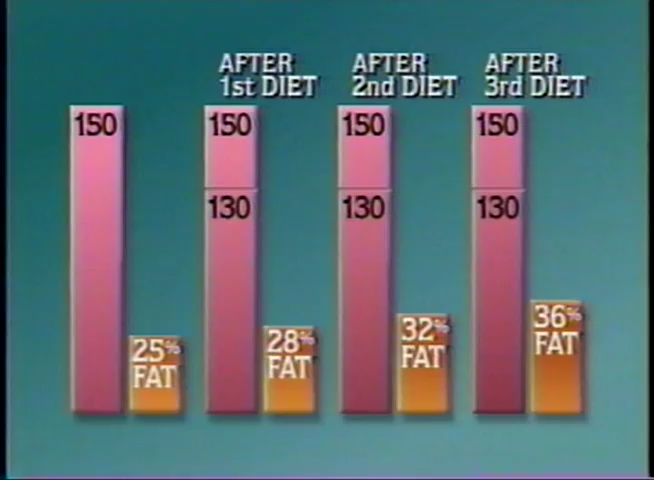 AFTER
1st DIET
AFTER
2nd DIET
AFTER
3rd DIET
150
150
150
150
130
130
130
25%
FAT
28%
FAT
32%
FAT
36%
FAT